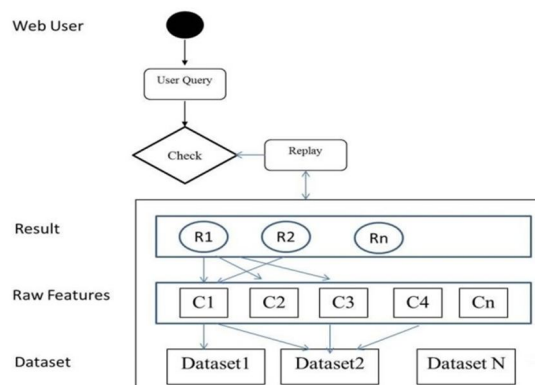 Web User
User Query
Check
Replay
Result
R1 R2 Rn
Raw Features
C1 C2 C3 C4 Cn
Dataset
Dataset1 Dataset2 Dataset N